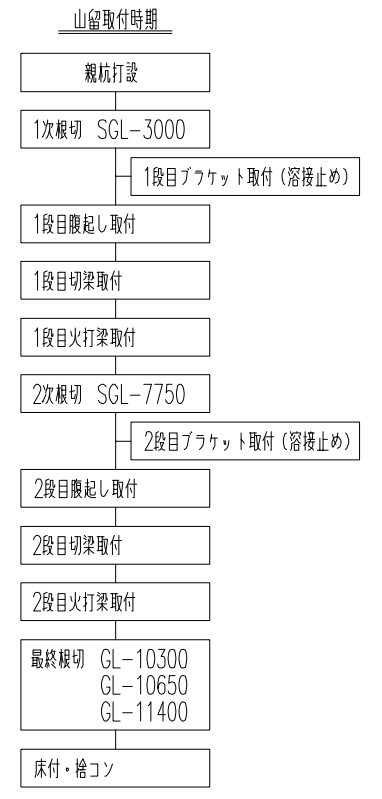 山留取付時期
親杭打設
1次根切 SGL-3000
1段目ブラケット取付(溶接止め)
1段目腹起し取付
1段目切梁取付
1段目火打梁取付
2次根切 SGL-7750
2段目ブラケット取付(溶接止め)
2段目腹起し取付
2段目切梁取付
2段目火打梁取付
最終根切 GL-10300
GL-10650
GL-11400
床付・捨コン